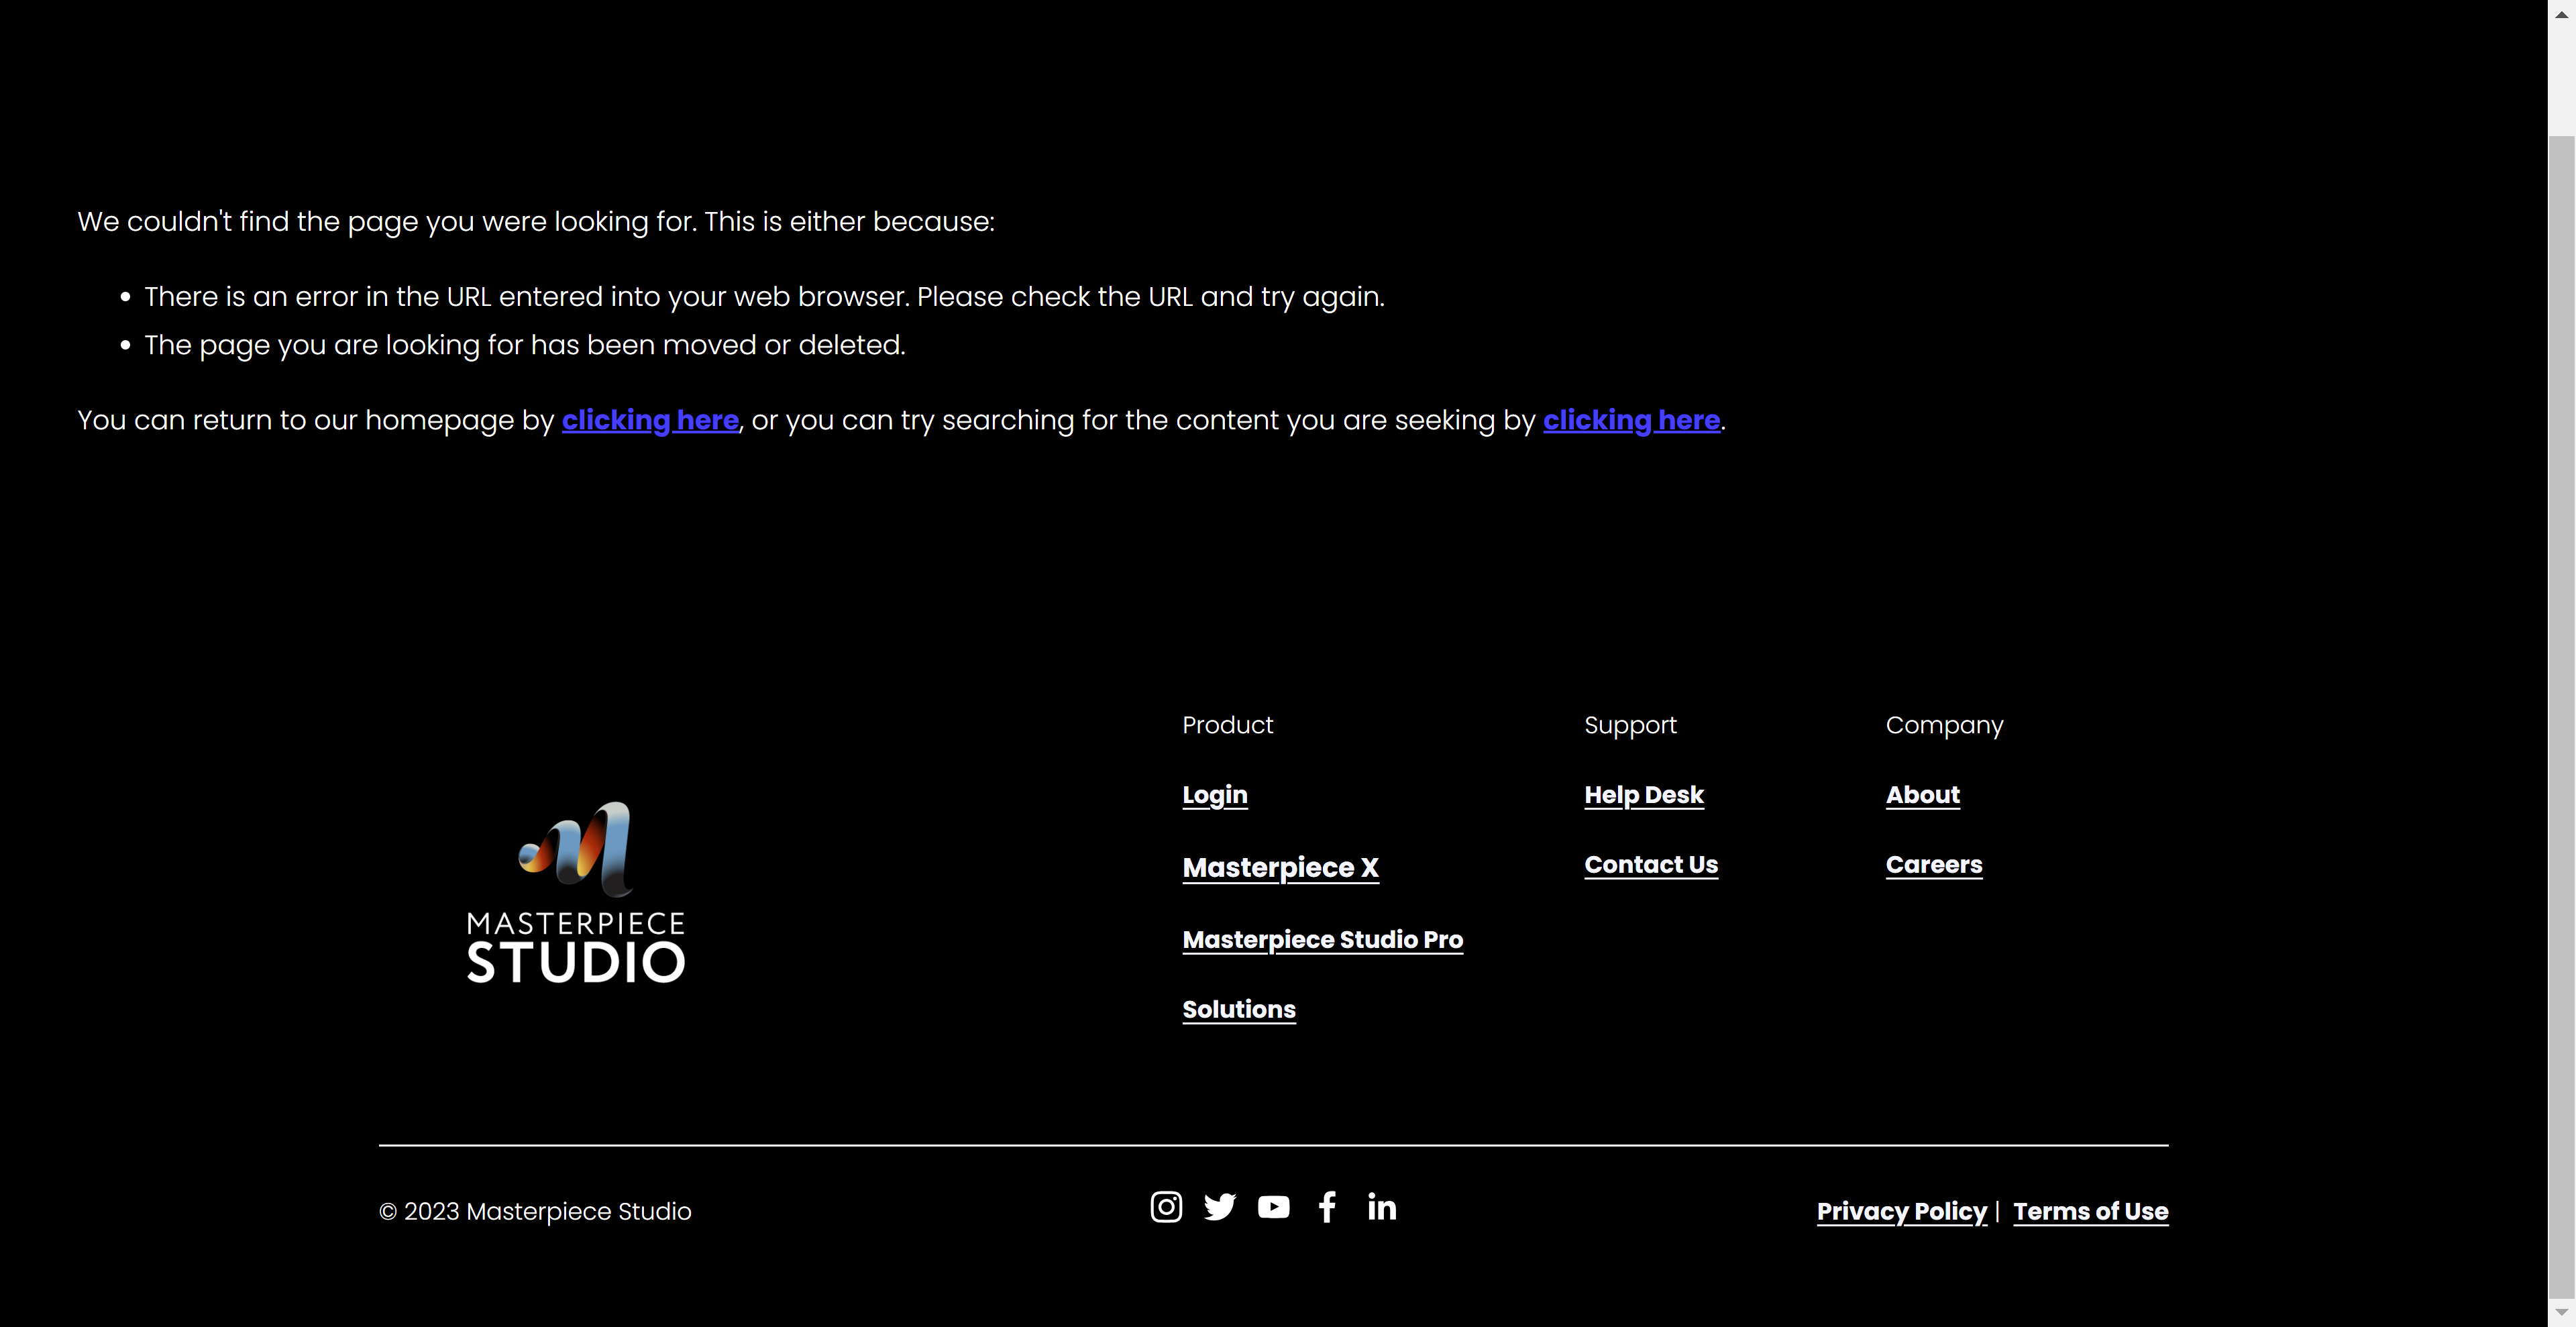 We couldn't find the page you were looking for. This is either because:
There is an error in the URL entered into your web browser. Please check the URL and try again.
The page you are looking for has been moved or deleted.
You can return to our homepage by clicking here, or you can try searching for the content you are seeking by clicking here.
MASTERPIECE
STUDIO
Product
Login
Masterpiece X
Masterpiece Studio Pro
Solutions
Support
Help Desk
Contact Us
Company
About
Careers
© 2023 Masterpiece Studio
Privacy Policy | Terms of Use